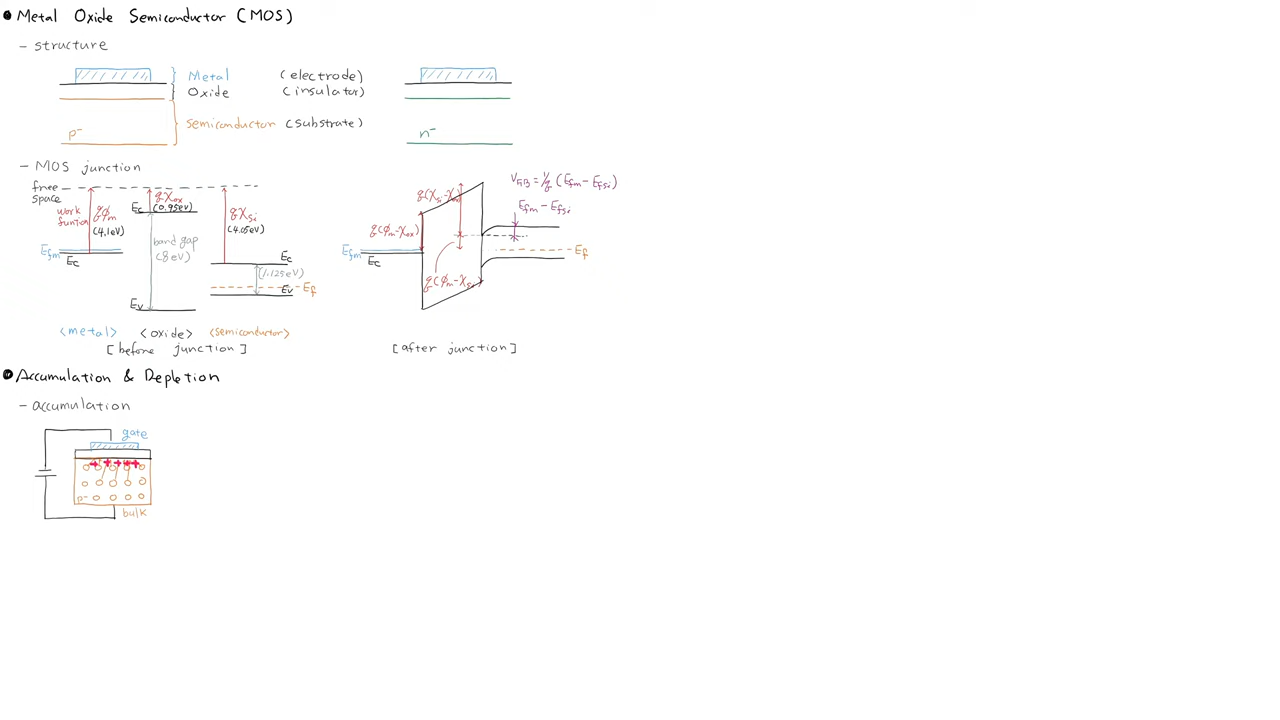 • Metal Oxide Semiconductor (MOS)
- structure
Metal (electrode)
Oxide (insulator)
semiconductor (substrate)
p⁻
n⁻
- MOS junction
free space
work funtion
qϕm
(4.1eV)
Efm
Ec
Ec
qχox
(0.95eV)
band gap
(8eV)
Ev
qχSi
(4.05eV)
Ec
(1.125eV)
Ev
Ef
<metal> <oxide> <semiconductor>
[before junction]
q(χSi-χox)
q(ϕm-χox)
Efm
Ec
q(ϕm-χSi)
VFB = 1/q (Efm - EfSi)
Efm - EfSi
Ef
[after junction]
• Accumulation & Depletion
- accumulation
gate
+ + + + +
p⁻
bulk